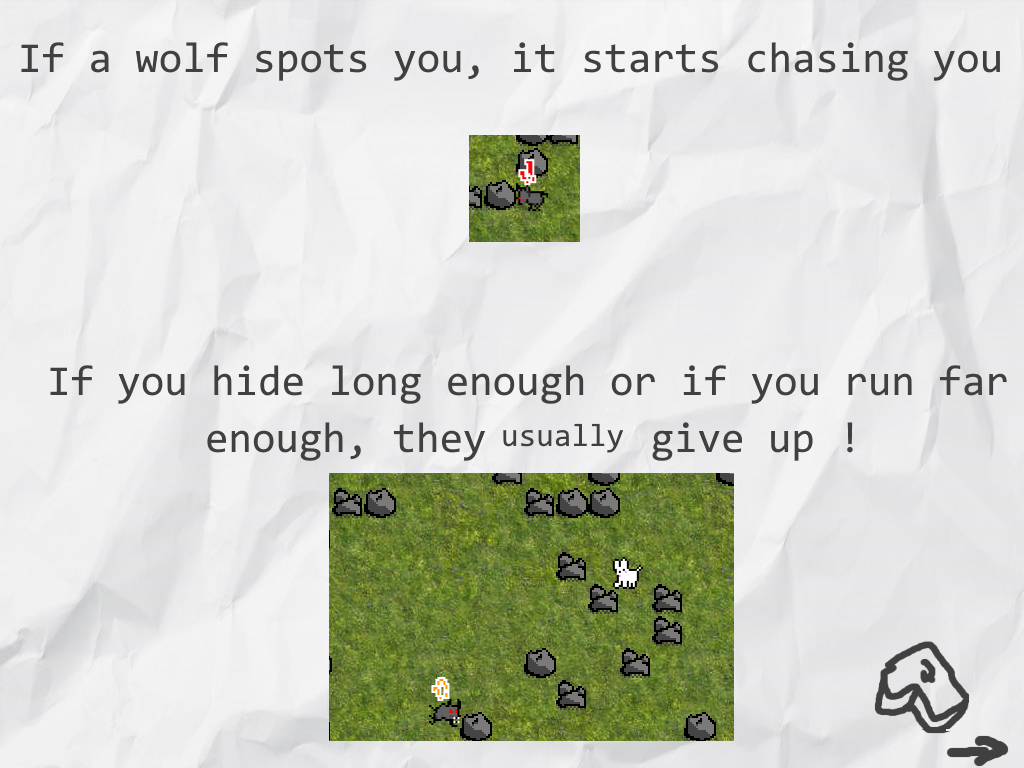 If a wolf spots you, it starts chasing you
If you hide long enough or if you run far
enough, they usually give up !